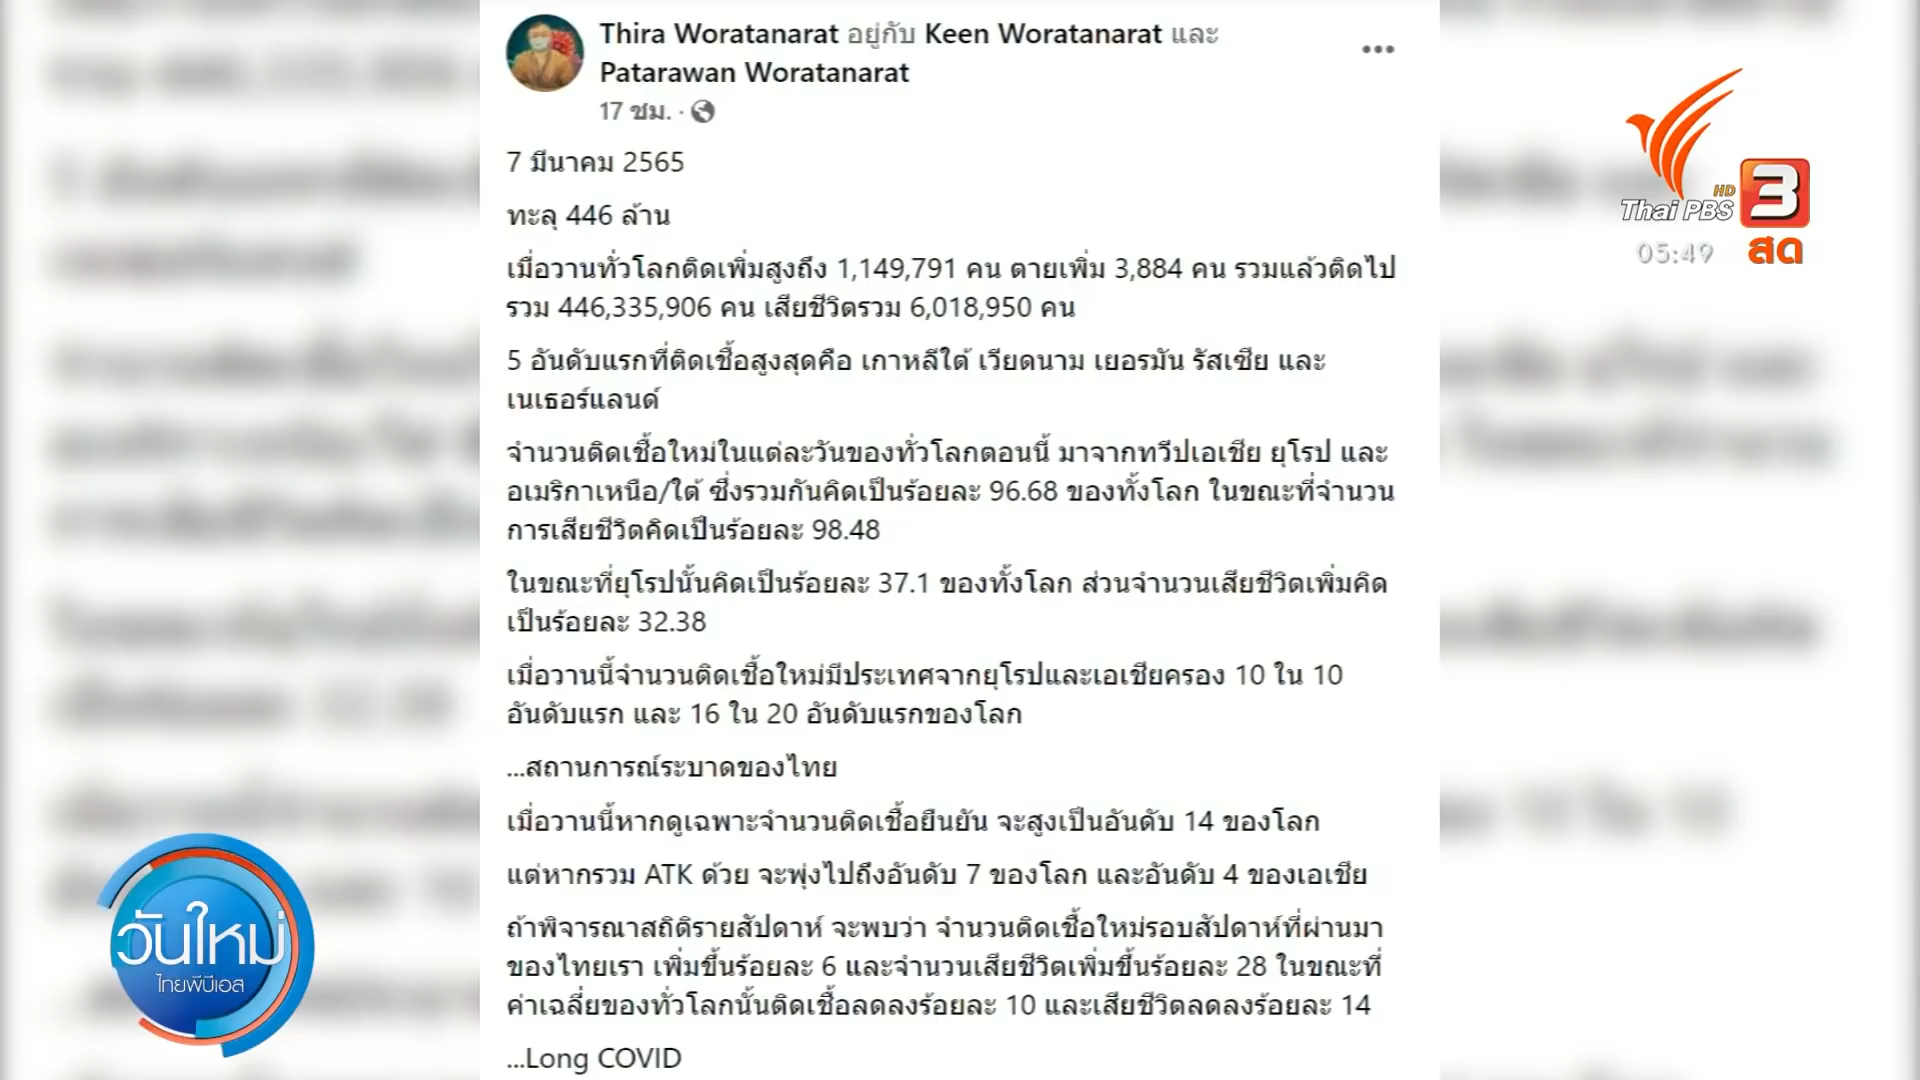 Thira Woratanarat อยู่กับ Keen Woratanarat และ
Patarawan Woratanarat
17 ชม. ·
7 มีนาคม 2565
ทะลุ 446 ล้าน
เมื่อวานทั่วโลกติดเพิ่มสูงถึง 1,149,791 คน ตายเพิ่ม 3,884 คน รวมแล้วติดไป
รวม 446,335,906 คน เสียชีวิตรวม 6,018,950 คน
5 อันดับแรกที่ติดเชื้อสูงสุดคือ เกาหลีใต้ เวียดนาม เยอรมัน รัสเซีย และ
เนเธอร์แลนด์
จำนวนติดเชื้อใหม่ในแต่ละวันของทั่วโลกตอนนี้ มาจากทวีปเอเชีย ยุโรป และ
อเมริกาเหนือ/ใต้ ซึ่งรวมกันคิดเป็นร้อยละ 96.68 ของทั้งโลก ในขณะที่จำนวน
การเสียชีวิตคิดเป็นร้อยละ 98.48
ในขณะที่ยุโรปนั้นคิดเป็นร้อยละ 37.1 ของทั้งโลก ส่วนจำนวนเสียชีวิตเพิ่มคิด
เป็นร้อยละ 32.38
เมื่อวานนี้จำนวนติดเชื้อใหม่มีประเทศจากยุโรปและเอเชียครอง 10 ใน 10
อันดับแรก และ 16 ใน 20 อันดับแรกของโลก
...สถานการณ์ระบาดของไทย
เมื่อวานนี้หากดูเฉพาะจำนวนติดเชื้อยืนยัน จะสูงเป็นอันดับ 14 ของโลก
แต่หากรวม ATK ด้วย จะพุ่งไปถึงอันดับ 7 ของโลก และอันดับ 4 ของเอเชีย
ถ้าพิจารณาสถิติรายสัปดาห์ จะพบว่า จำนวนติดเชื้อใหม่รอบสัปดาห์ที่ผ่านมา
ของไทยเรา เพิ่มขึ้นร้อยละ 6 และจำนวนเสียชีวิตเพิ่มขึ้นร้อยละ 28 ในขณะที่
ค่าเฉลี่ยของทั่วโลกนั้นติดเชื้อลดลงร้อยละ 10 และเสียชีวิตลดลงร้อยละ 14
...Long COVID
HD
Thai PBS 3
05:49 สด
วันใหม่
ไทยพีบีเอส